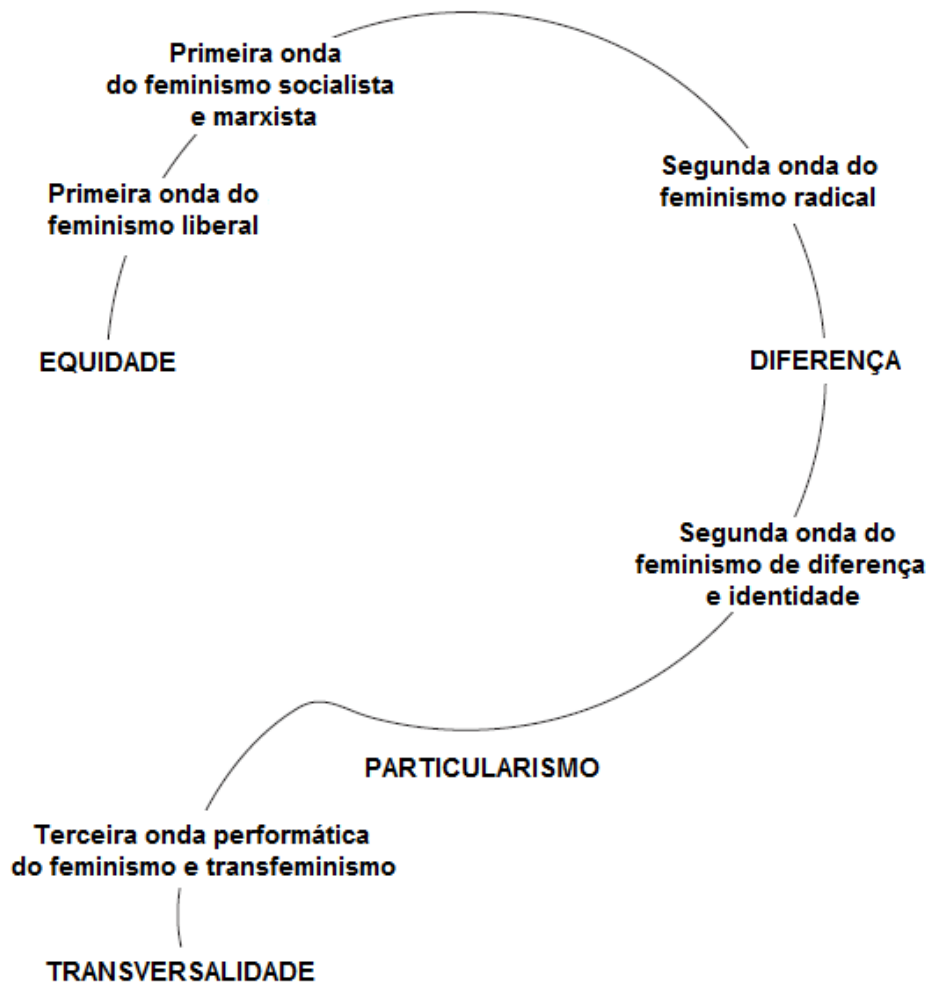 Primeira onda
do feminismo socialista
e marxista
Primeira onda do
feminismo liberal
EQUIDADE
Segunda onda do
feminismo radical
DIFERENÇA
Segunda onda do
feminismo de diferença
e identidade
PARTICULARISMO
Terceira onda performática
do feminismo e transfeminismo
TRANSVERSALIDADE